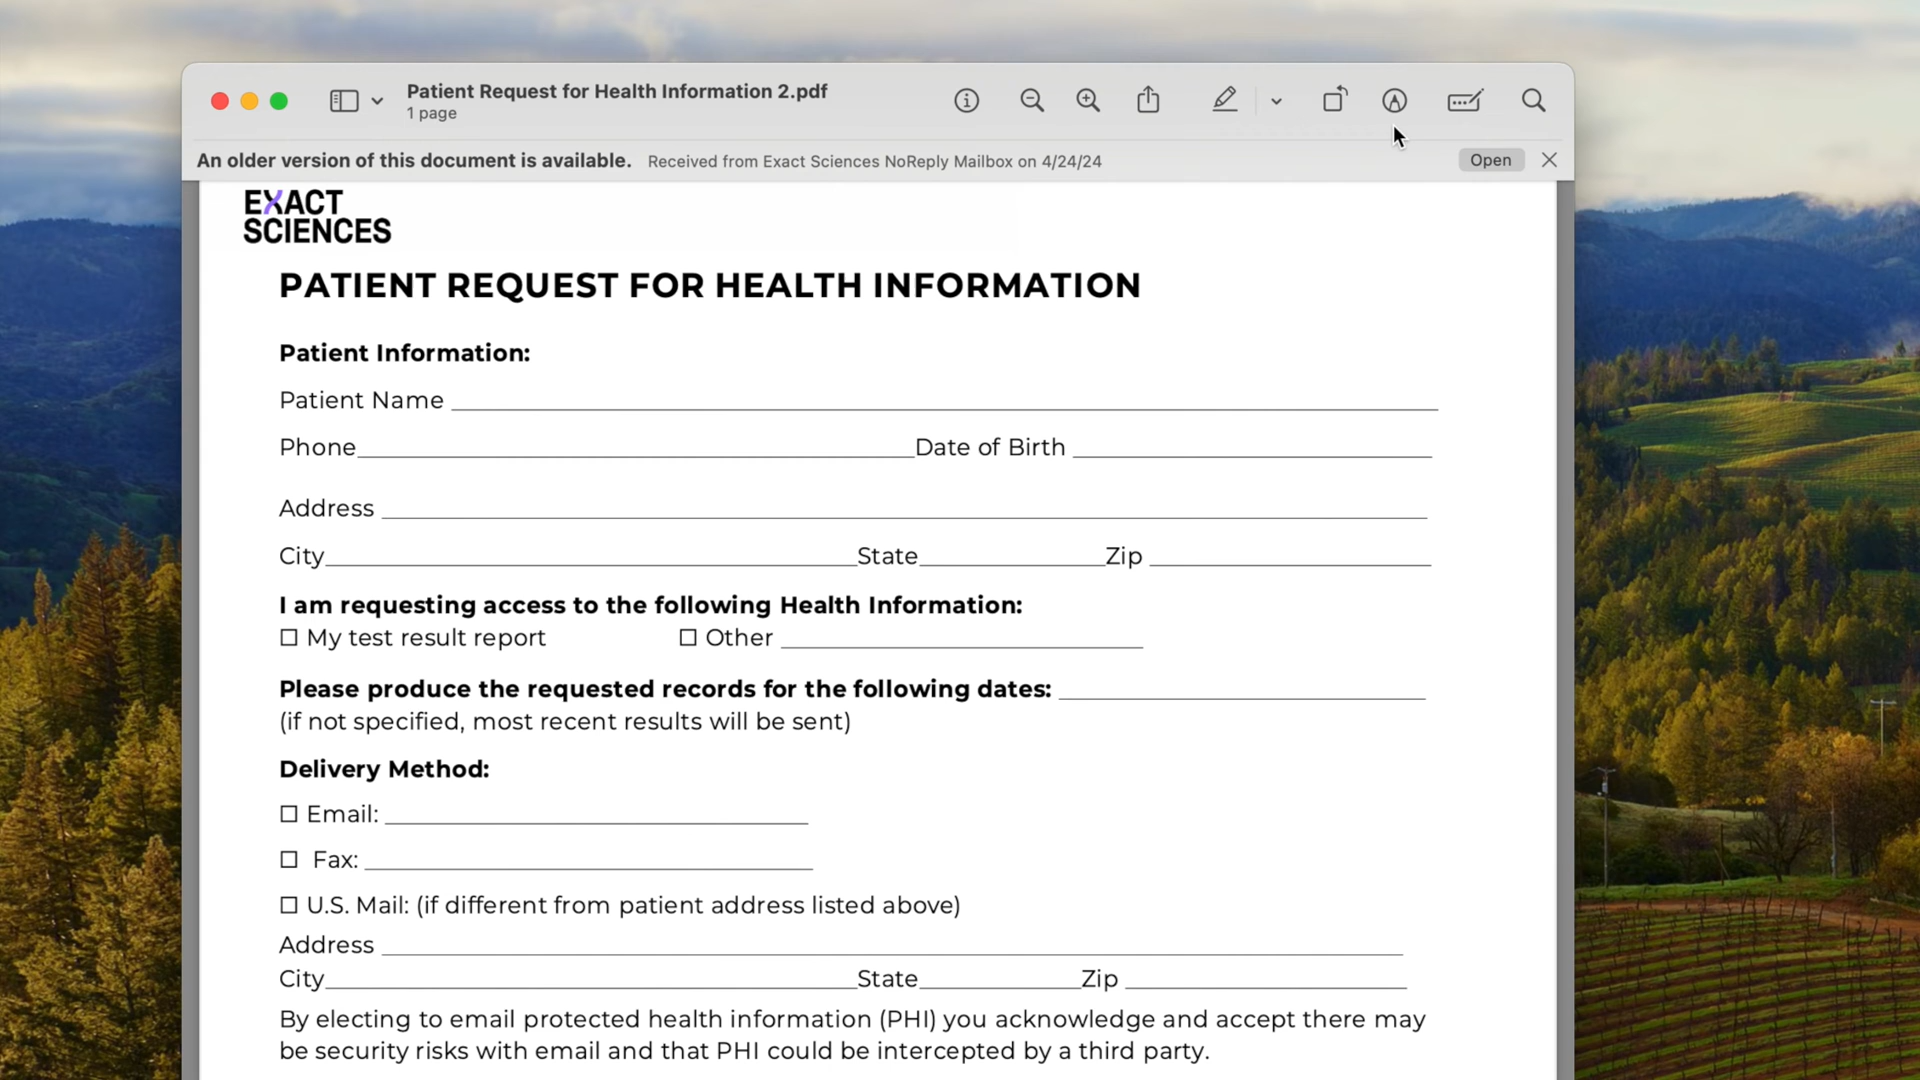 Patient Request for Health Information 2.pdf
1 page
An older version of this document is available. Received from Exact Sciences NoReply Mailbox on 4/24/24 Open
EXACT
SCIENCES
PATIENT REQUEST FOR HEALTH INFORMATION
Patient Information:
Patient Name
Phone Date of Birth
Address
City State Zip
I am requesting access to the following Health Information:
☐ My test result report ☐ Other
Please produce the requested records for the following dates:
(if not specified, most recent results will be sent)
Delivery Method:
☐ Email:
☐ Fax:
☐ U.S. Mail: (if different from patient address listed above)
Address
City State Zip
By electing to email protected health information (PHI) you acknowledge and accept there may
be security risks with email and that PHI could be intercepted by a third party.